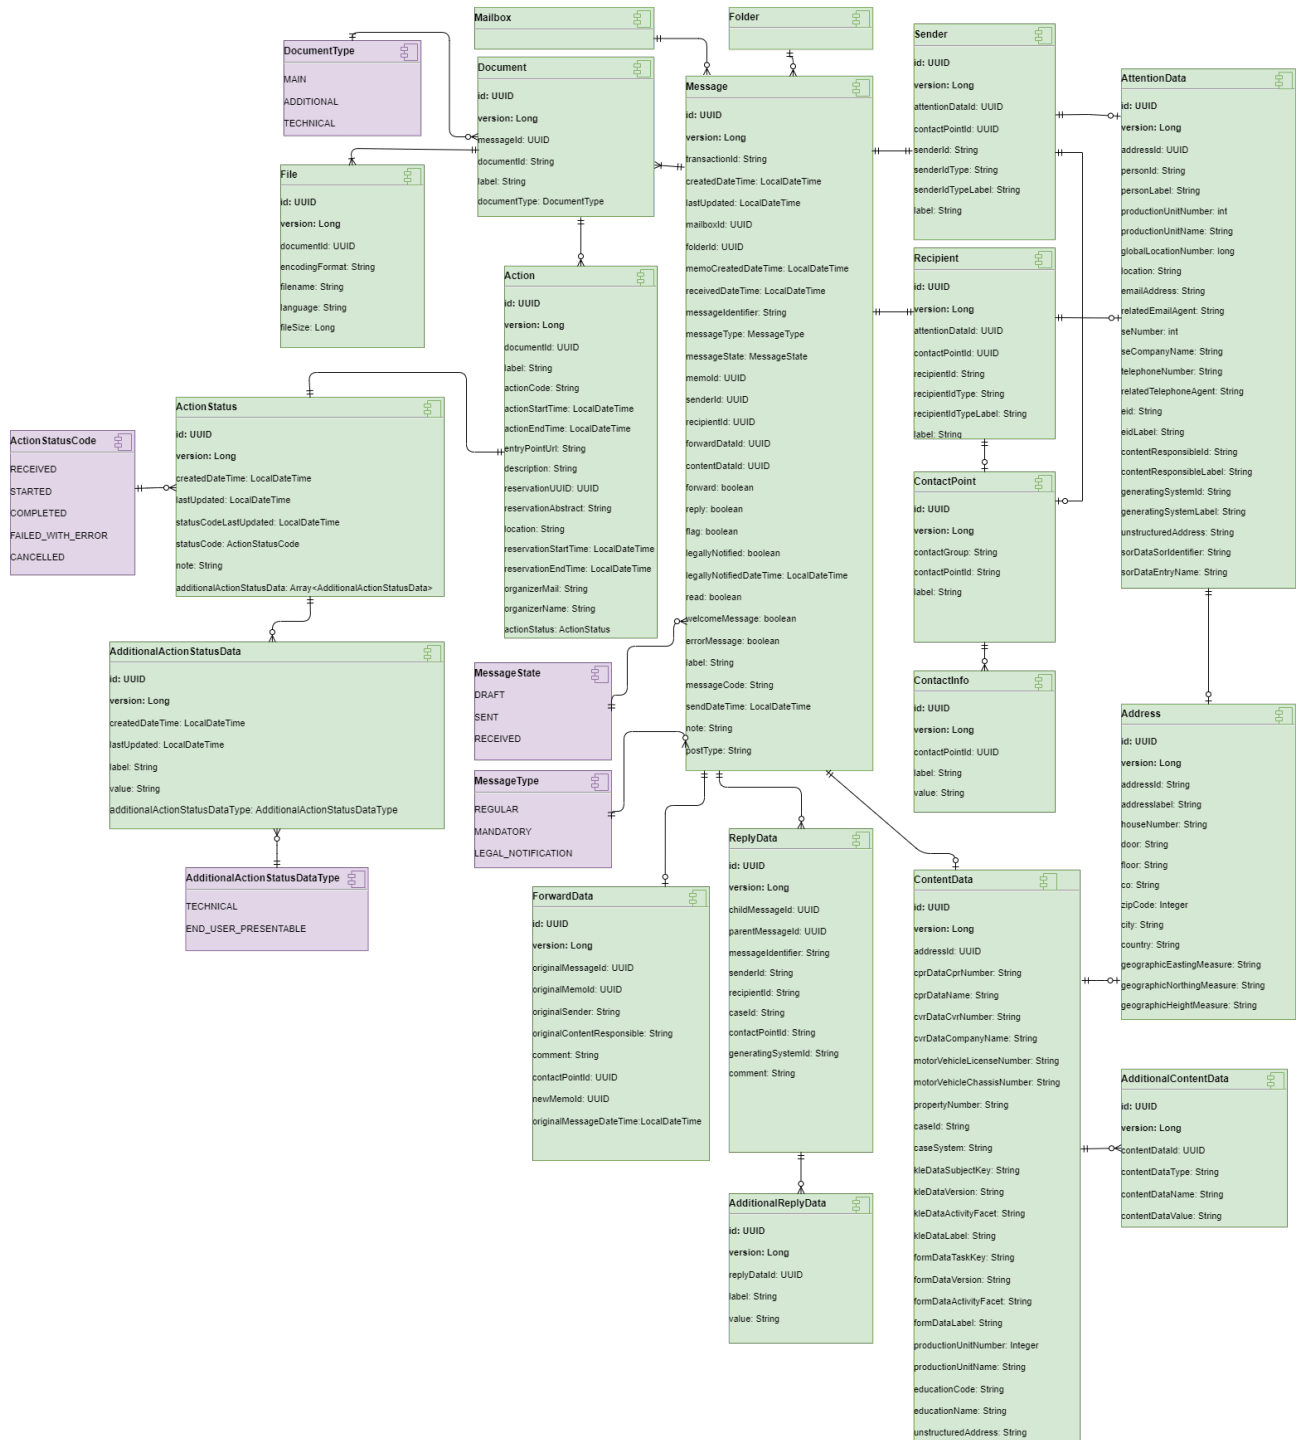 Mailbox
Folder
DocumentType
MAIN
ADDITIONAL
TECHNICAL
Document
id: UUID
version: Long
messageId: UUID
documentId: String
label: String
documentType: DocumentType
File
id: UUID
version: Long
documentId: UUID
encodingFormat: String
filename: String
language: String
fileSize: Long
Message
id: UUID
version: Long
transactionId: String
createdDateTime: LocalDateTime
lastUpdated: LocalDateTime
mailboxId: UUID
folderId: UUID
memoCreatedDateTime: LocalDateTime
receivedDateTime: LocalDateTime
messageIdentifier: String
messageType: MessageType
messageState: MessageState
memoId: UUID
senderId: UUID
recipientId: UUID
forwardDataId: UUID
contentDataId: UUID
forward: boolean
reply: boolean
flag: boolean
legallyNotified: boolean
legallyNotifiedDateTime: LocalDateTime
read: boolean
welcomeMessage: boolean
errorMessage: boolean
label: String
messageCode: String
sendDateTime: LocalDateTime
note: String
postType: String
Sender
id: UUID
version: Long
attentionDataId: UUID
contactPointId: UUID
senderId: String
senderIdType: String
senderIdTypeLabel: String
label: String
Recipient
id: UUID
version: Long
attentionDataId: UUID
contactPointId: UUID
recipientId: String
recipientIdType: String
recipientIdTypeLabel: String
label: String
AttentionData
id: UUID
version: Long
addressId: UUID
personId: String
personLabel: String
productionUnitNumber: int
productionUnitName: String
globalLocationNumber: long
location: String
emailAddress: String
relatedEmailAgent: String
seNumber: int
seCompanyName: String
telephoneNumber: String
relatedTelephoneAgent: String
eid: String
eidLabel: String
contentResponsibleId: String
contentResponsibleLabel: String
generatingSystemId: String
generatingSystemLabel: String
unstructuredAddress: String
sorDataSorIdentifier: String
sorDataEntryName: String
Action
id: UUID
version: Long
documentId: UUID
label: String
actionCode: String
actionStartTime: LocalDateTime
actionEndTime: LocalDateTime
entryPointUrl: String
description: String
reservationUUID: UUID
reservationAbstract: String
location: String
reservationStartTime: LocalDateTime
reservationEndTime: LocalDateTime
organizerMail: String
organizerName: String
actionStatus: ActionStatus
ActionStatus
id: UUID
version: Long
createdDateTime: LocalDateTime
lastUpdated: LocalDateTime
statusCodeLastUpdated: LocalDateTime
statusCode: ActionStatusCode
note: String
additionalActionStatusData: Array<AdditionalActionStatusData>
ActionStatusCode
RECEIVED
STARTED
COMPLETED
FAILED_WITH_ERROR
CANCELLED
ContactPoint
id: UUID
version: Long
contactGroup: String
contactPointId: String
label: String
AdditionalActionStatusData
id: UUID
version: Long
createdDateTime: LocalDateTime
lastUpdated: LocalDateTime
label: String
value: String
additionalActionStatusDataType: AdditionalActionStatusDataType
MessageState
DRAFT
SENT
RECEIVED
ContactInfo
id: UUID
version: Long
contactPointId: UUID
label: String
value: String
Address
id: UUID
version: Long
addressId: String
addresslabel: String
houseNumber: String
door: String
floor: String
co: String
zipCode: Integer
city: String
country: String
geographicEastingMeasure: String
geographicNorthingMeasure: String
geographicHeightMeasure: String
MessageType
REGULAR
MANDATORY
LEGAL_NOTIFICATION
AdditionalActionStatusDataType
TECHNICAL
END_USER_PRESENTABLE
ForwardData
id: UUID
version: Long
originalMessageId: UUID
originalMemoId: UUID
originalSender: String
originalContentResponsible: String
comment: String
contactPointId: UUID
newMemoId: UUID
originalMessageDateTime:LocalDateTime
ReplyData
id: UUID
version: Long
childMessageId: UUID
parentMessageId: UUID
messageIdentifier: String
senderId: String
recipientId: String
caseId: String
contactPointId: String
generatingSystemId: String
comment: String
ContentData
id: UUID
version: Long
addressId: UUID
cprDataCprNumber: String
cprDataName: String
cvrDataCvrNumber: String
cvrDataCompanyName: String
motorVehicleLicenseNumber: String
motorVehicleChassisNumber: String
propertyNumber: String
caseId: String
caseSystem: String
kleDataSubjectKey: String
kleDataVersion: String
kleDataActivityFacet: String
kleDataLabel: String
formDataTaskKey: String
formDataVersion: String
formDataActivityFacet: String
formDataLabel: String
productionUnitNumber: Integer
productionUnitName: String
educationCode: String
educationName: String
unstructuredAddress: String
AdditionalContentData
id: UUID
version: Long
contentDataId: UUID
contentDataType: String
contentDataName: String
contentDataValue: String
AdditionalReplyData
id: UUID
version: Long
replyDataId: UUID
label: String
value: String